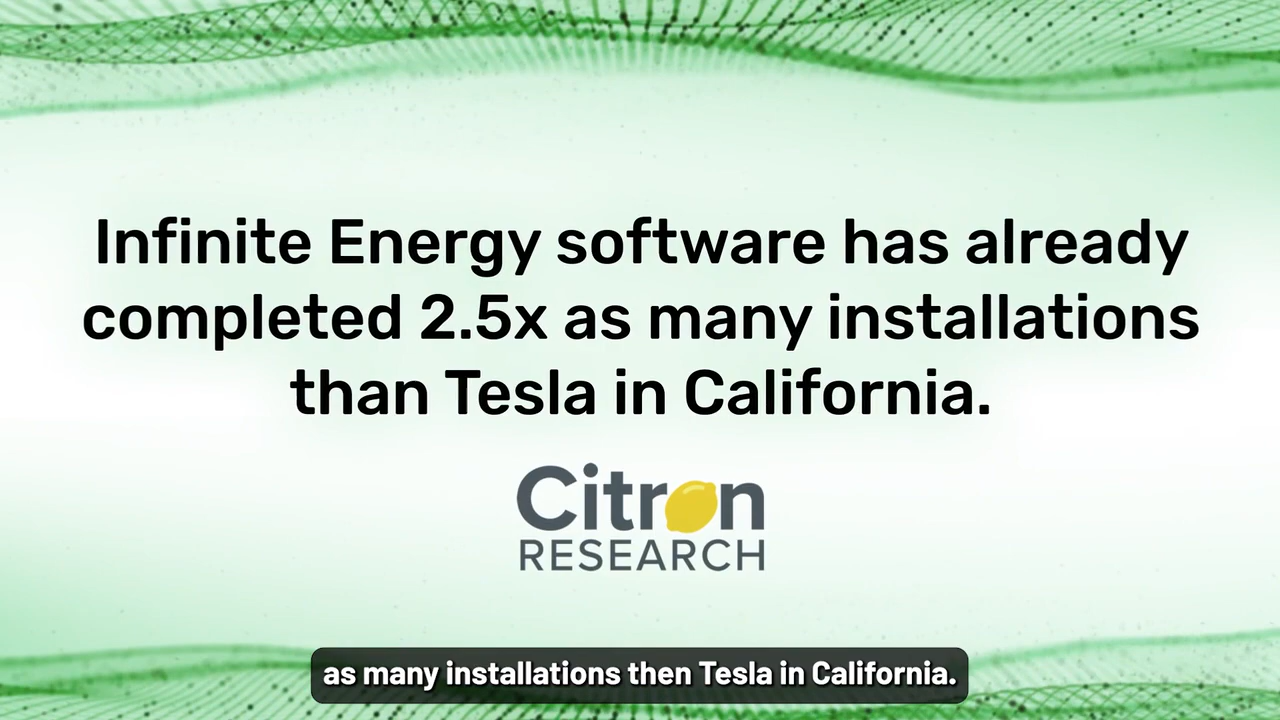 Infinite Energy software has already
completed 2.5x as many installations
than Tesla in California.
Citron
RESEARCH
as many installations then Tesla in California.